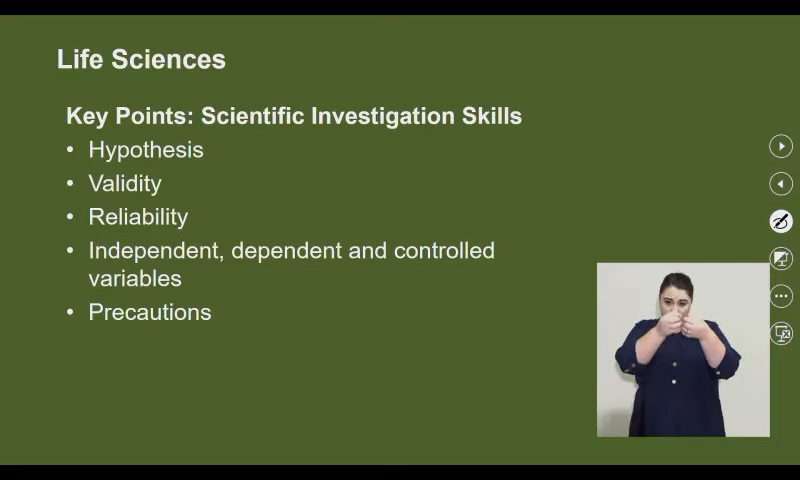 Life Sciences
Key Points: Scientific Investigation Skills
• Hypothesis
• Validity
• Reliability
• Independent, dependent and controlled
variables
• Precautions